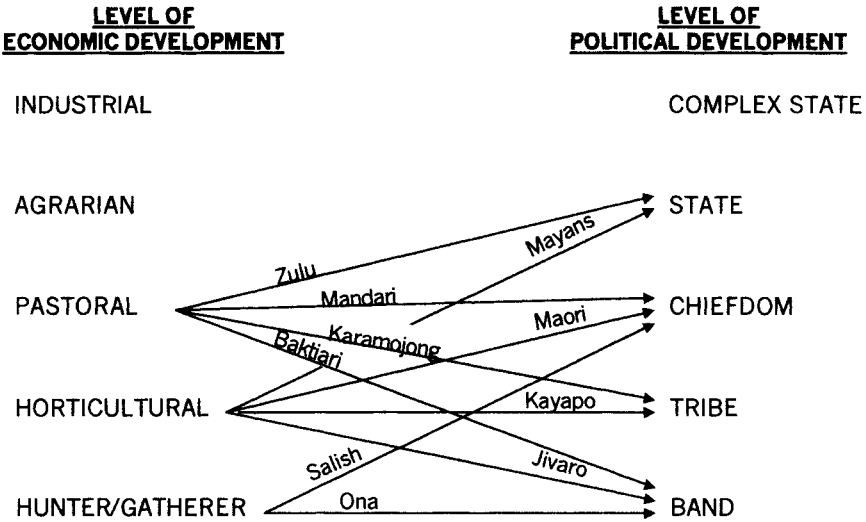 LEVEL OF
ECONOMIC DEVELOPMENT
LEVEL OF
POLITICAL DEVELOPMENT
INDUSTRIAL
COMPLEX STATE
AGRARIAN
STATE
Mayans
Zulu
PASTORAL
Mandari
CHIEFDOM
Maori
Karamojong
Baktiari
HORTICULTURAL
Kayapo
TRIBE
Salish
Jivaro
HUNTER/GATHERER
Ona
BAND